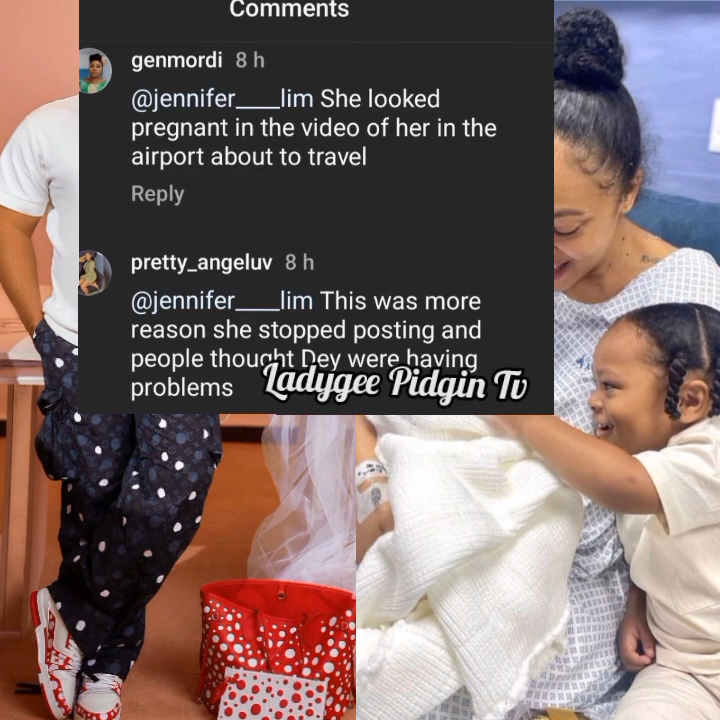 Comments
genmordi 8 h
@jennifer____lim She looked
pregnant in the video of her in the
airport about to travel
Reply
pretty_angeluv 8 h
@jennifer____lim This was more
reason she stopped posting and
people thought Dey were having
problems
Ladygee Pidgin Tv